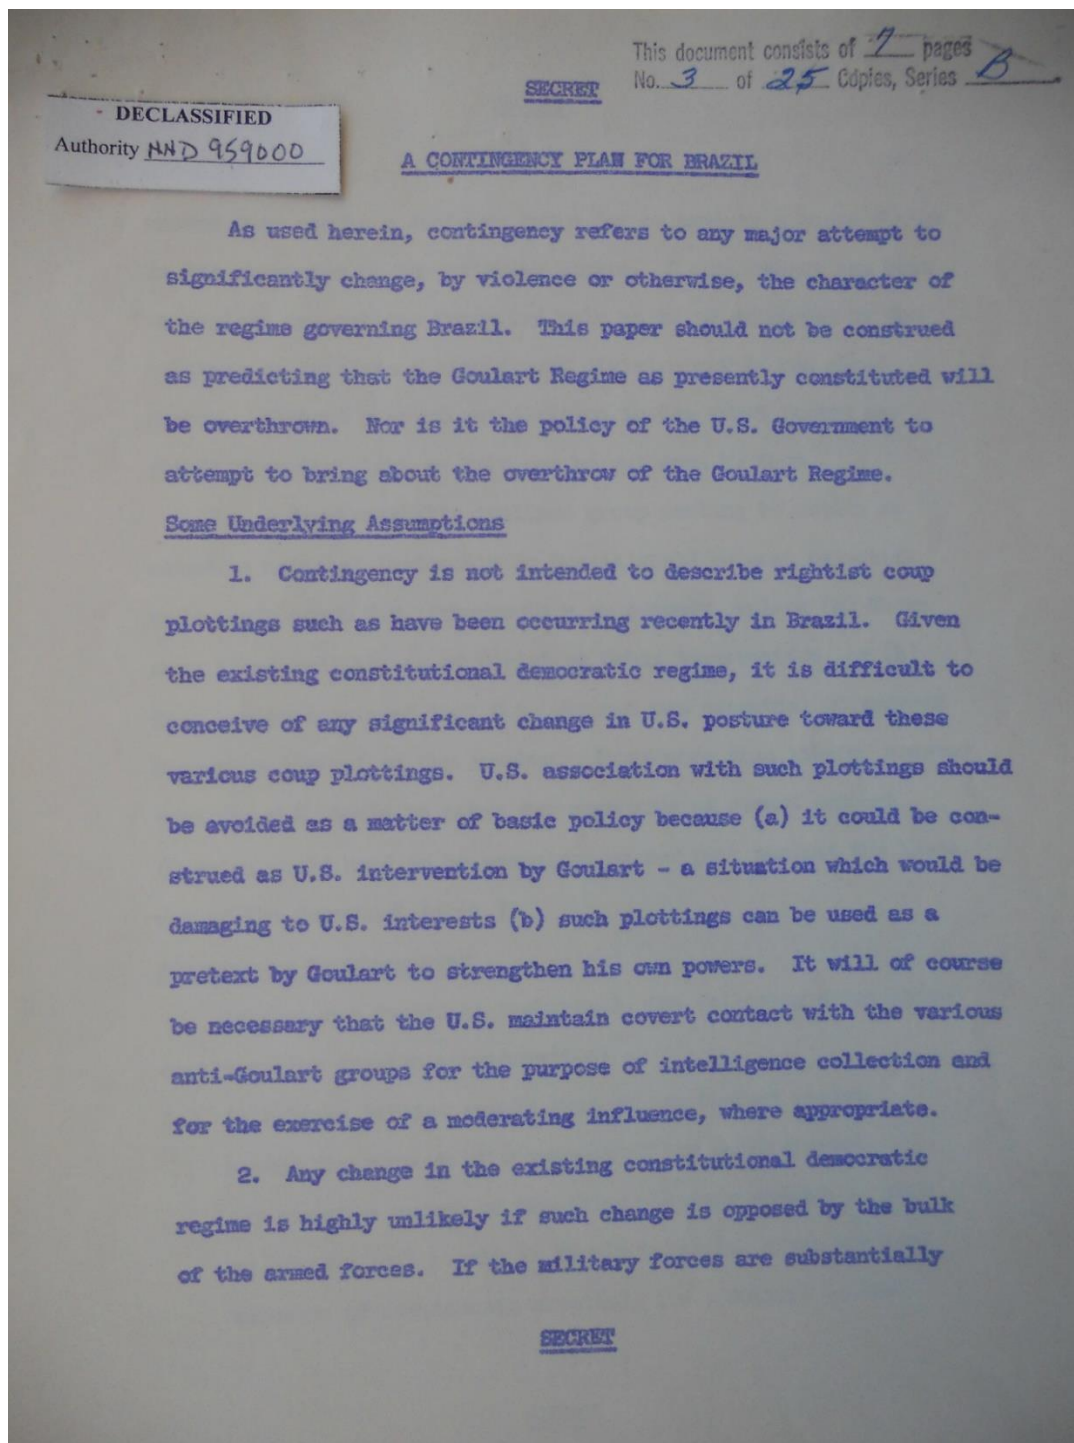 This document consists of 7 pages
No. 3 of 25 Copies, Series B
SECRET
DECLASSIFIED
Authority NND 959000
A CONTINGENCY PLAN FOR BRAZIL
As used herein, contingency refers to any major attempt to
significantly change, by violence or otherwise, the character of
the regime governing Brazil. This paper should not be construed
as predicting that the Goulart Regime as presently constituted will
be overthrown. Nor is it the policy of the U.S. Government to
attempt to bring about the overthrow of the Goulart Regime.
Some Underlying Assumptions
1. Contingency is not intended to describe rightist coup
plottings such as have been occurring recently in Brazil. Given
the existing constitutional democratic regime, it is difficult to
conceive of any significant change in U.S. posture toward these
various coup plottings. U.S. association with such plottings should
be avoided as a matter of basic policy because (a) it could be con-
strued as U.S. intervention by Goulart - a situation which would be
damaging to U.S. interests (b) such plottings can be used as a
pretext by Goulart to strengthen his own powers. It will of course
be necessary that the U.S. maintain covert contact with the various
anti-Goulart groups for the purpose of intelligence collection and
for the exercise of a moderating influence, where appropriate.
2. Any change in the existing constitutional democratic
regime is highly unlikely if such change is opposed by the bulk
of the armed forces. If the military forces are substantially
SECRET